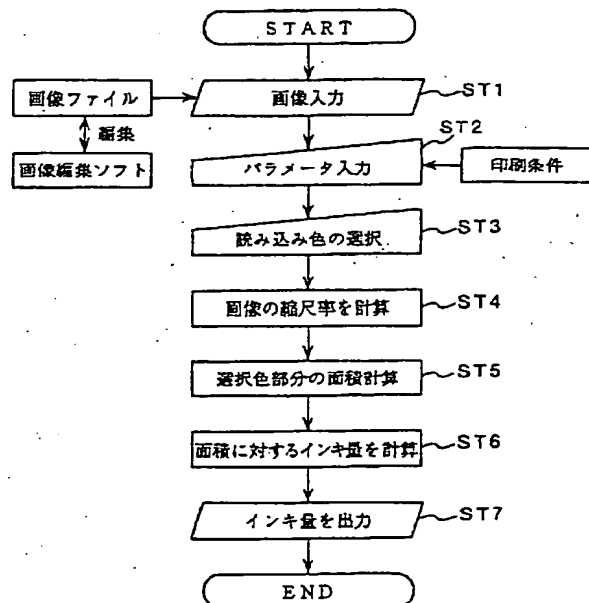 START
画像ファイル
画像入力
ST1
編集
ST2
画像編集ソフト
パラメータ入力
印刷条件
読み込み色の選択
ST3
画像の縮尺率を計算
ST4
選択色部分の面積計算
ST5
面積に対するインキ量を計算
ST6
インキ量を出力
ST7
END